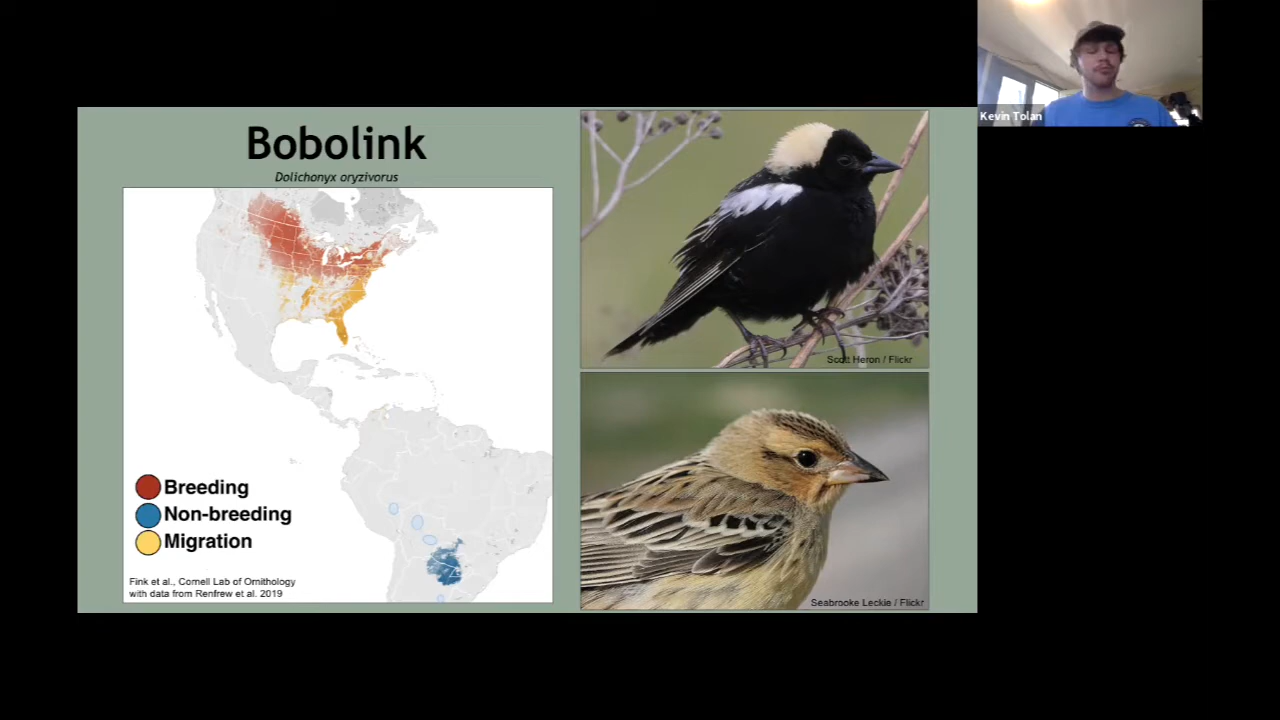 Bobolink
Dolichonyx oryzivorus
Breeding
Non-breeding
Migration
Fink et al., Cornell Lab of Ornithology
with data from Renfrew et al. 2019
Scott Heron / Flickr
Seabrooke Leckie / Flickr
Kevin Tolan